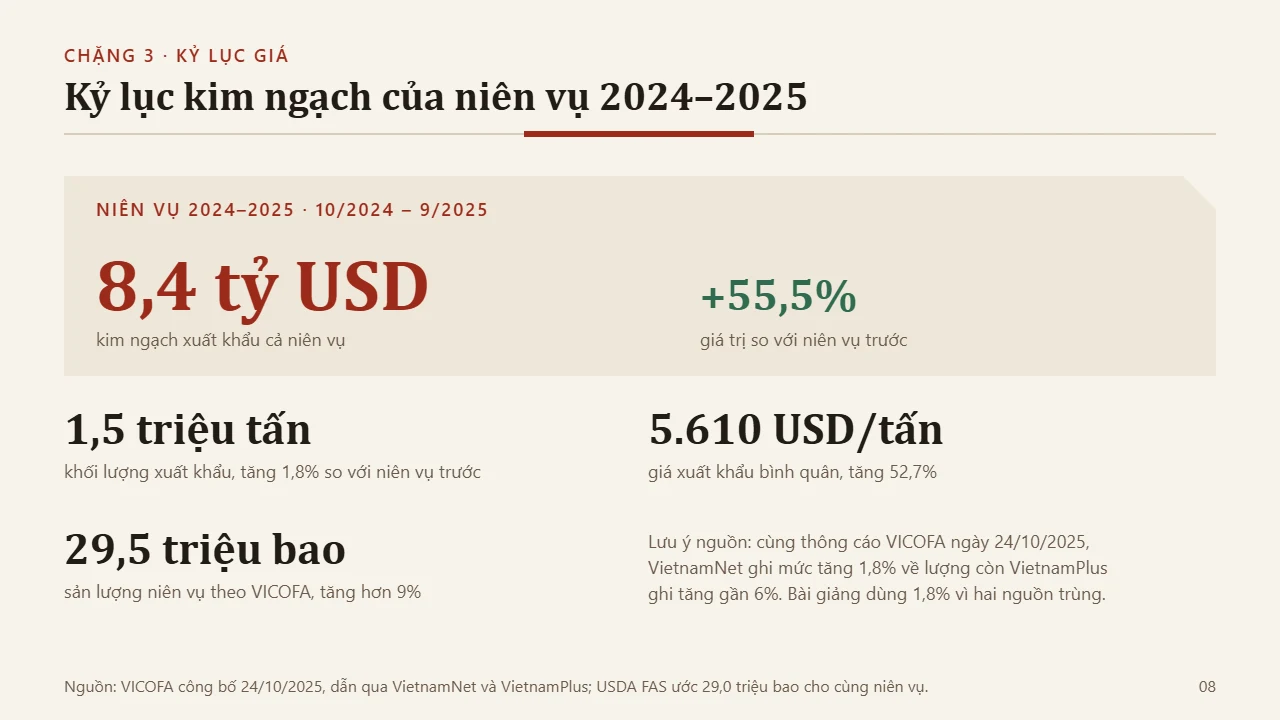 CHẶNG 3 · KỶ LỤC GIÁ
Kỷ lục kim ngạch của niên vụ 2024–2025
NIÊN VỤ 2024–2025 · 10/2024 – 9/2025
8,4 tỷ USD
kim ngạch xuất khẩu cả niên vụ
+55,5%
giá trị so với niên vụ trước
1,5 triệu tấn
khối lượng xuất khẩu, tăng 1,8% so với niên vụ trước
5.610 USD/tấn
giá xuất khẩu bình quân, tăng 52,7%
29,5 triệu bao
sản lượng niên vụ theo VICOFA, tăng hơn 9%
Lưu ý nguồn: cùng thông cáo VICOFA ngày 24/10/2025,
VietnamNet ghi mức tăng 1,8% về lượng còn VietnamPlus
ghi tăng gần 6%. Bài giảng dùng 1,8% vì hai nguồn trùng.
Nguồn: VICOFA công bố 24/10/2025, dẫn qua VietnamNet và VietnamPlus; USDA FAS ước 29,0 triệu bao cho cùng niên vụ.
08